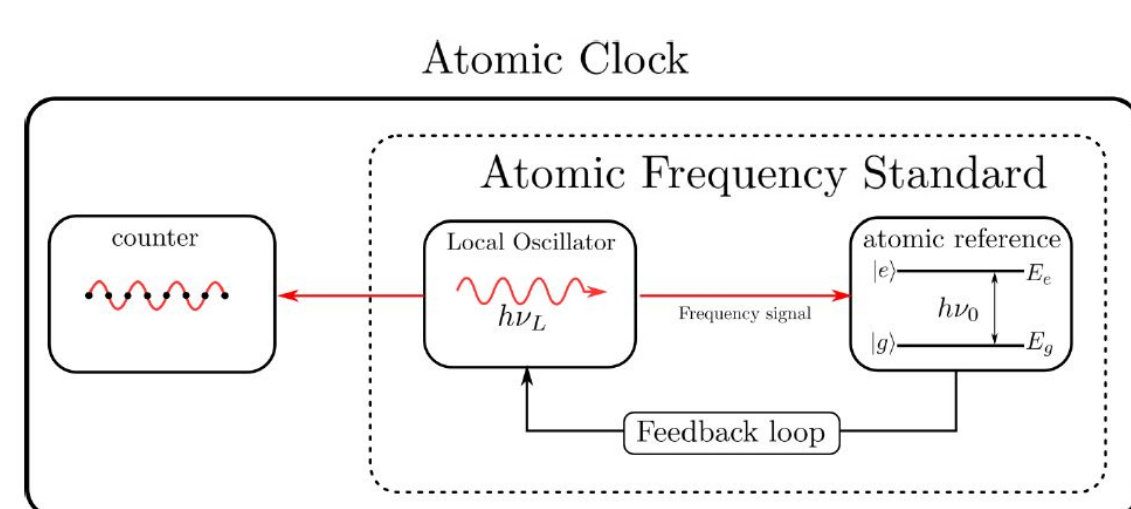 Atomic Clock
Atomic Frequency Standard
counter
Local Oscillator
hν_L
Frequency signal
atomic reference
|e⟩ E_e
hν_0
|g⟩ E_g
Feedback loop